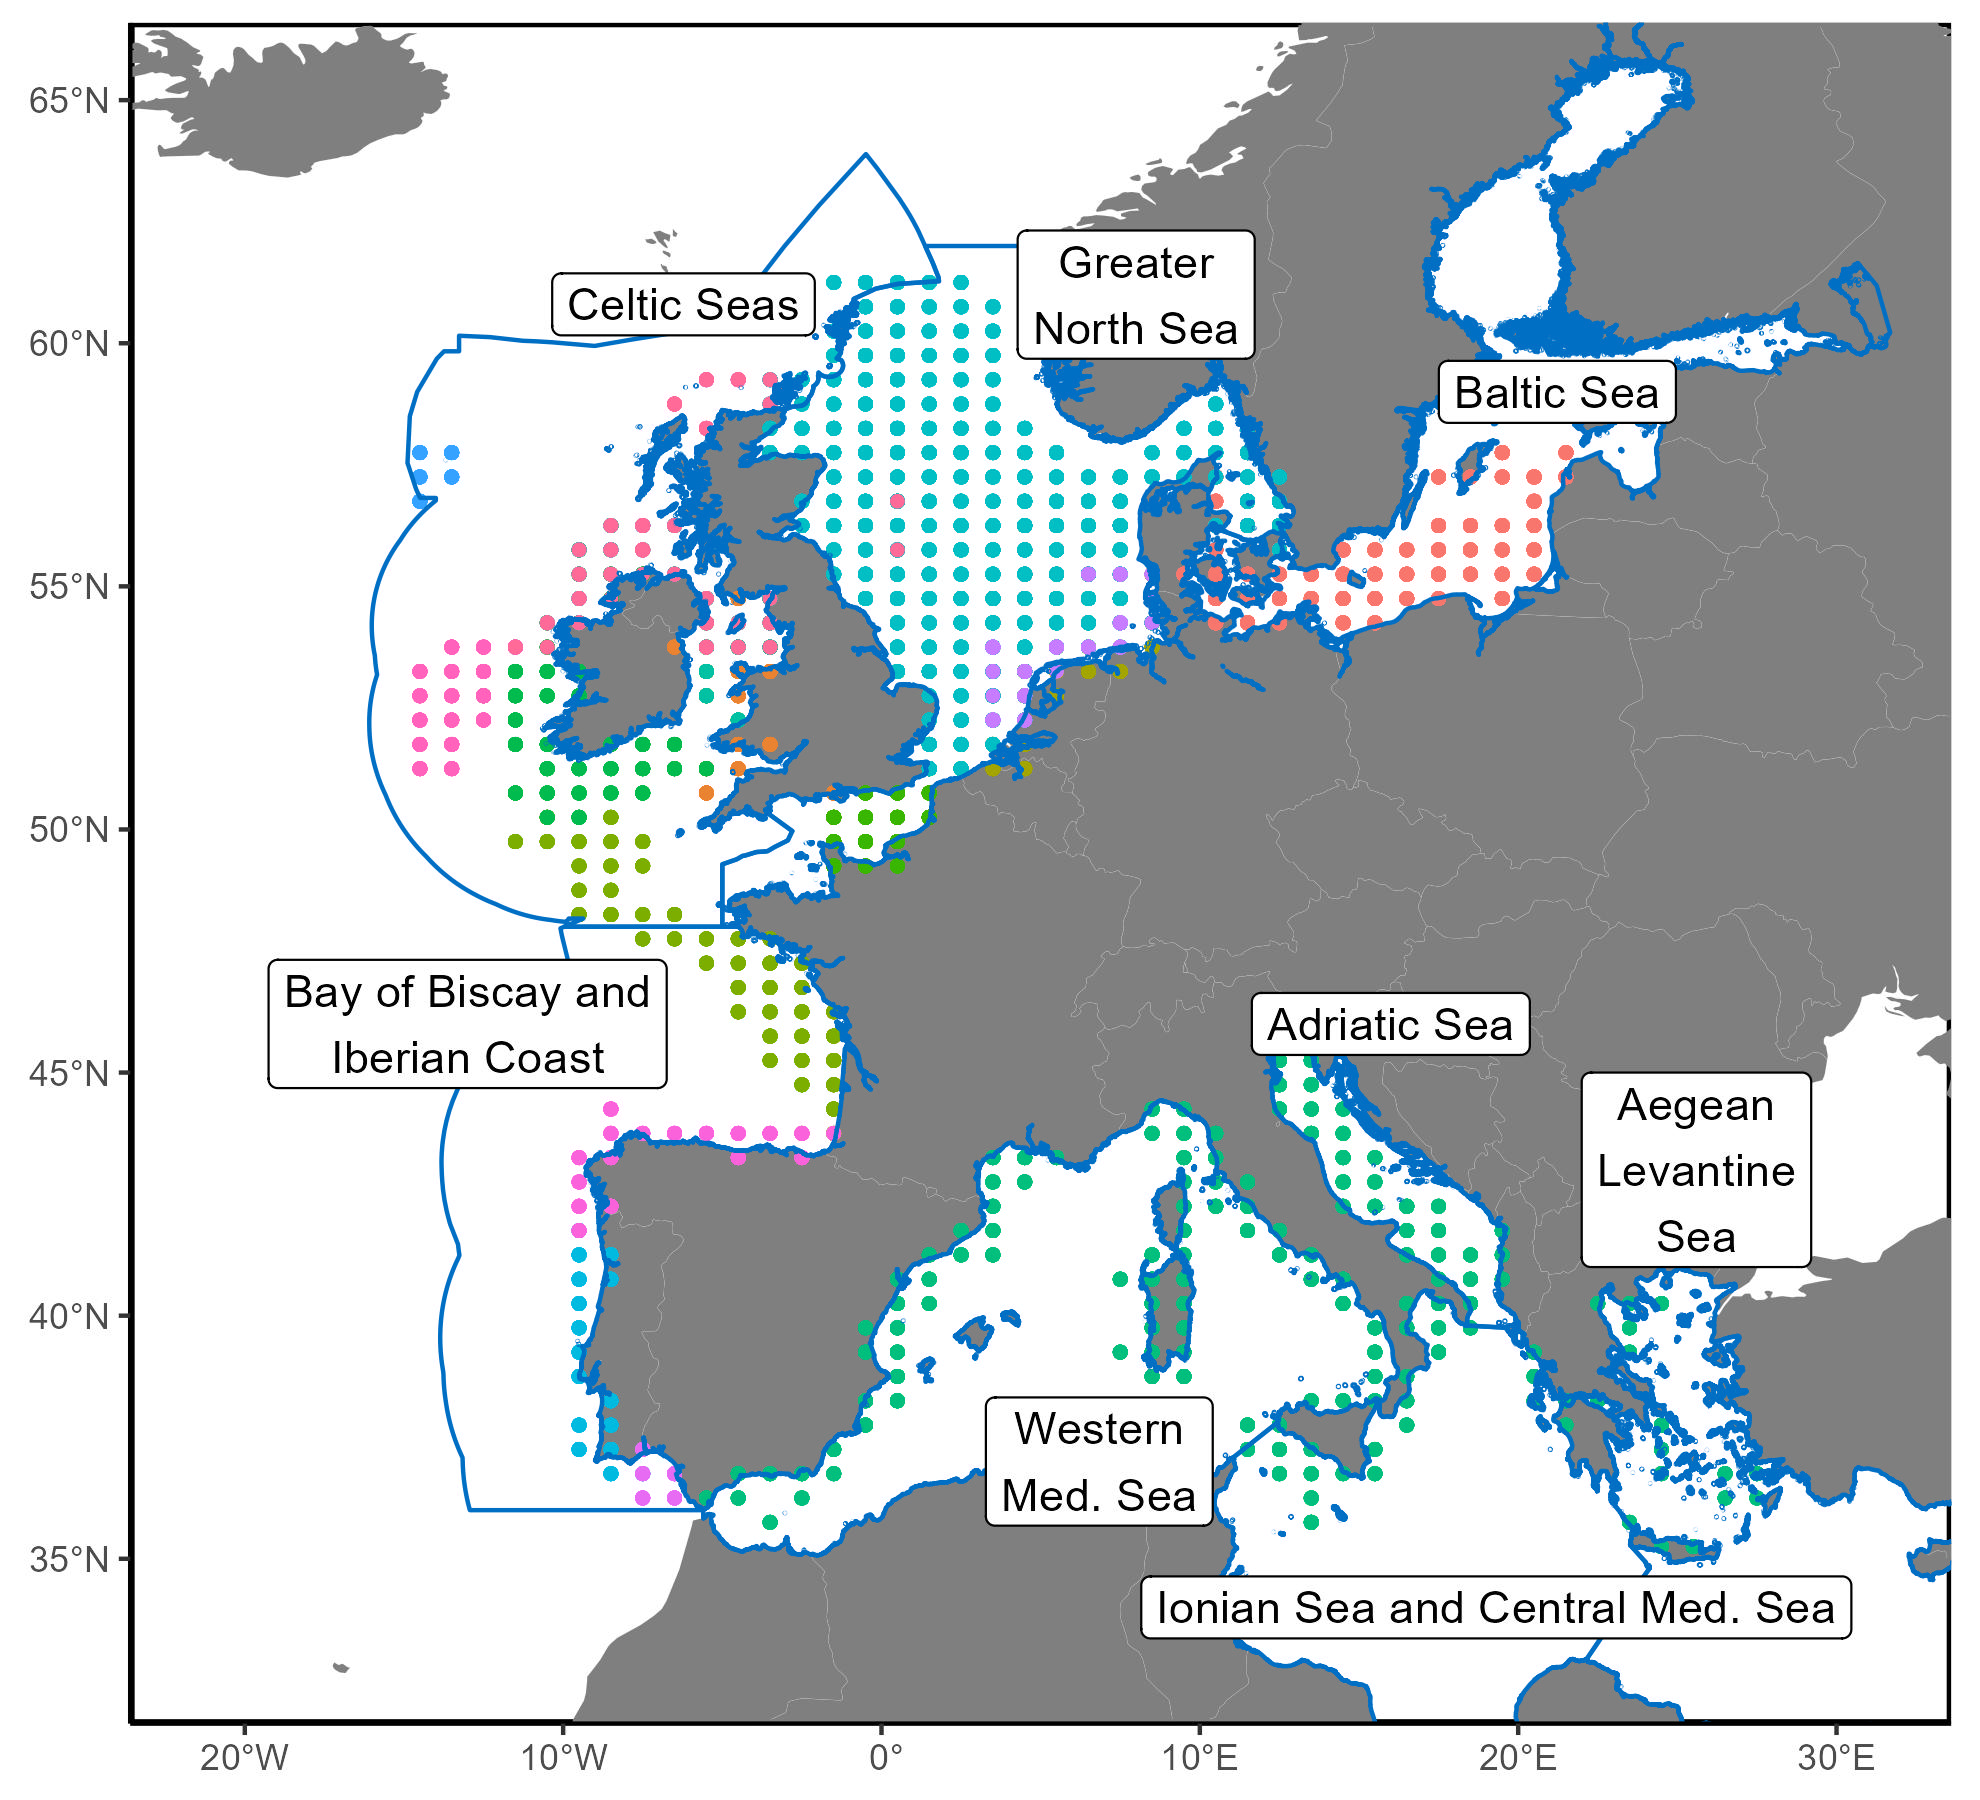 65°N
60°N
55°N
50°N
45°N
40°N
35°N
Greater
North Sea
Celtic Seas
Baltic Sea
Bay of Biscay and
Iberian Coast
Adriatic Sea
Aegean
Levantine
Sea
Western
Med. Sea
Ionian Sea and Central Med. Sea
20°W
10°W
0°
10°E
20°E
30°E